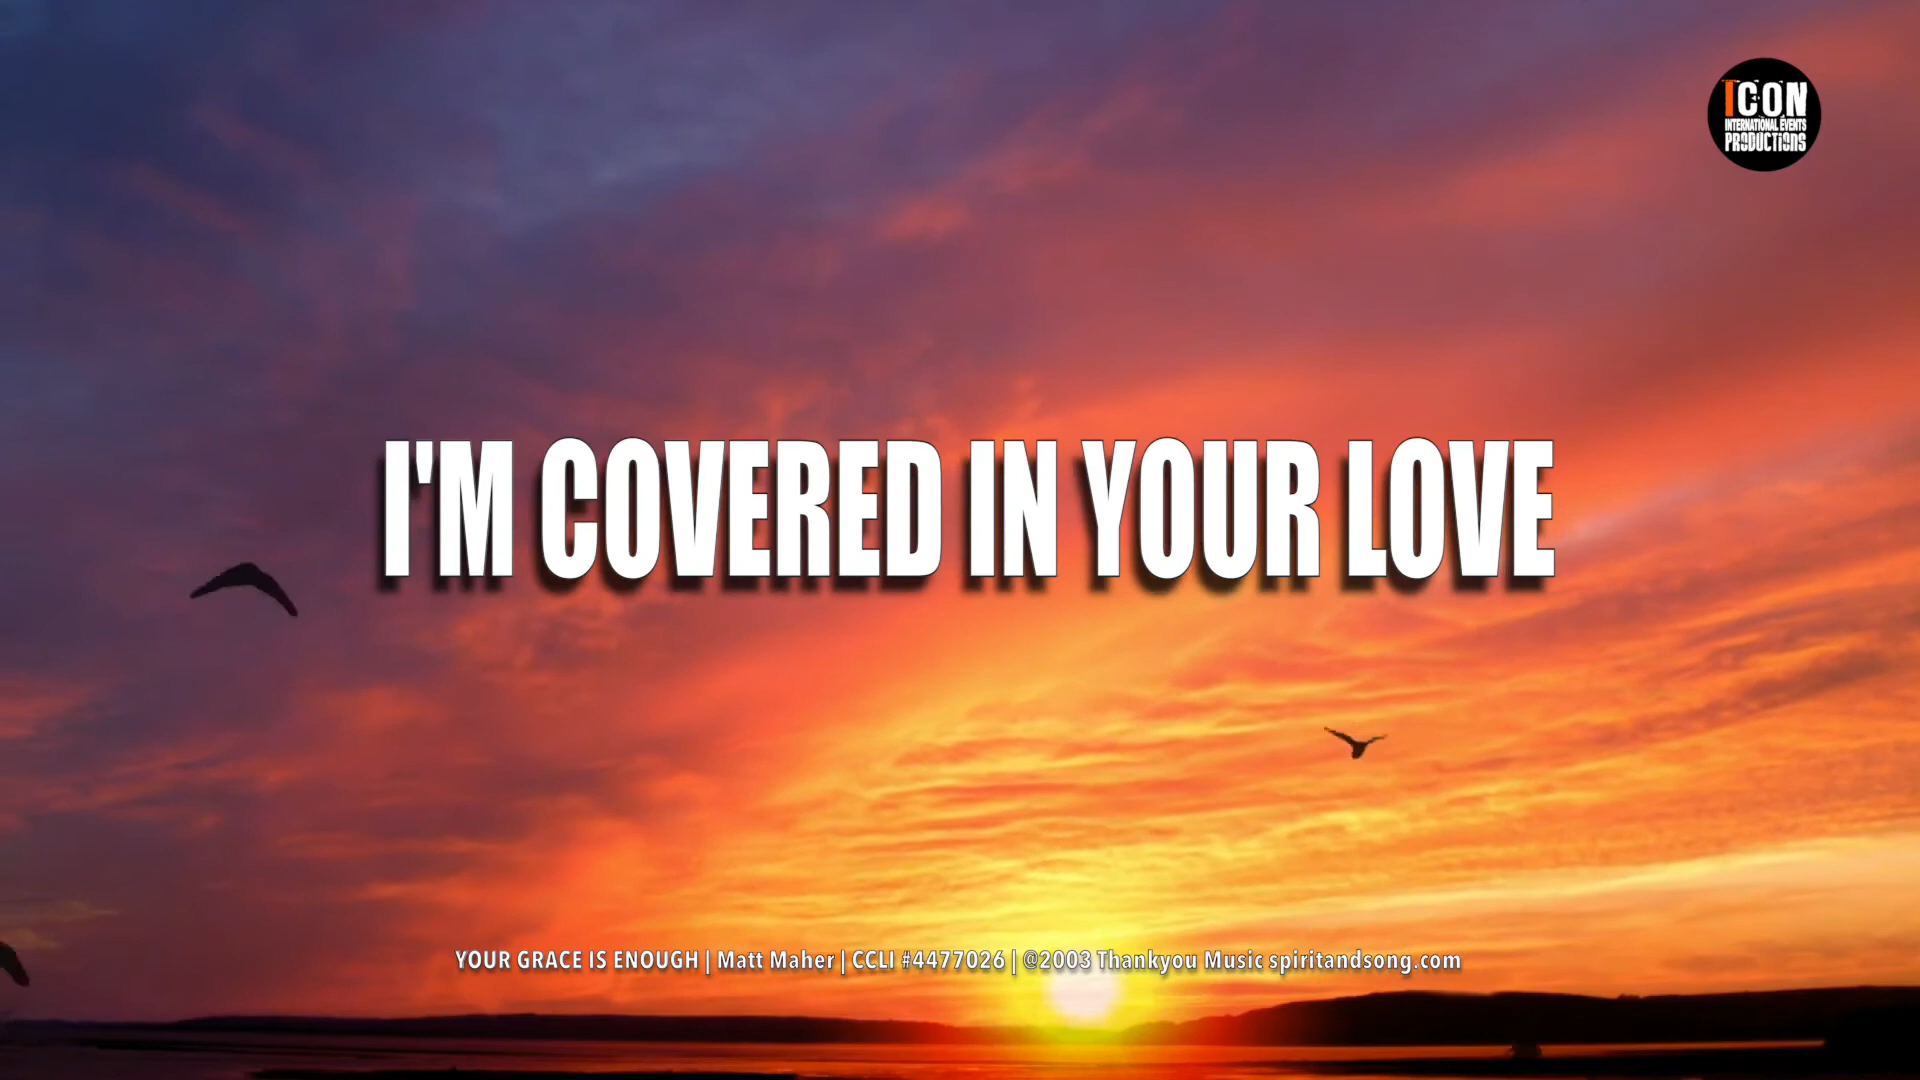 ICON
INTERNATIONAL EVENTS
PRODUCTIONS
I'M COVERED IN YOUR LOVE
YOUR GRACE IS ENOUGH | Matt Maher | CCLI #4477026 | @2003 Thankyou Music spiritandsong.com